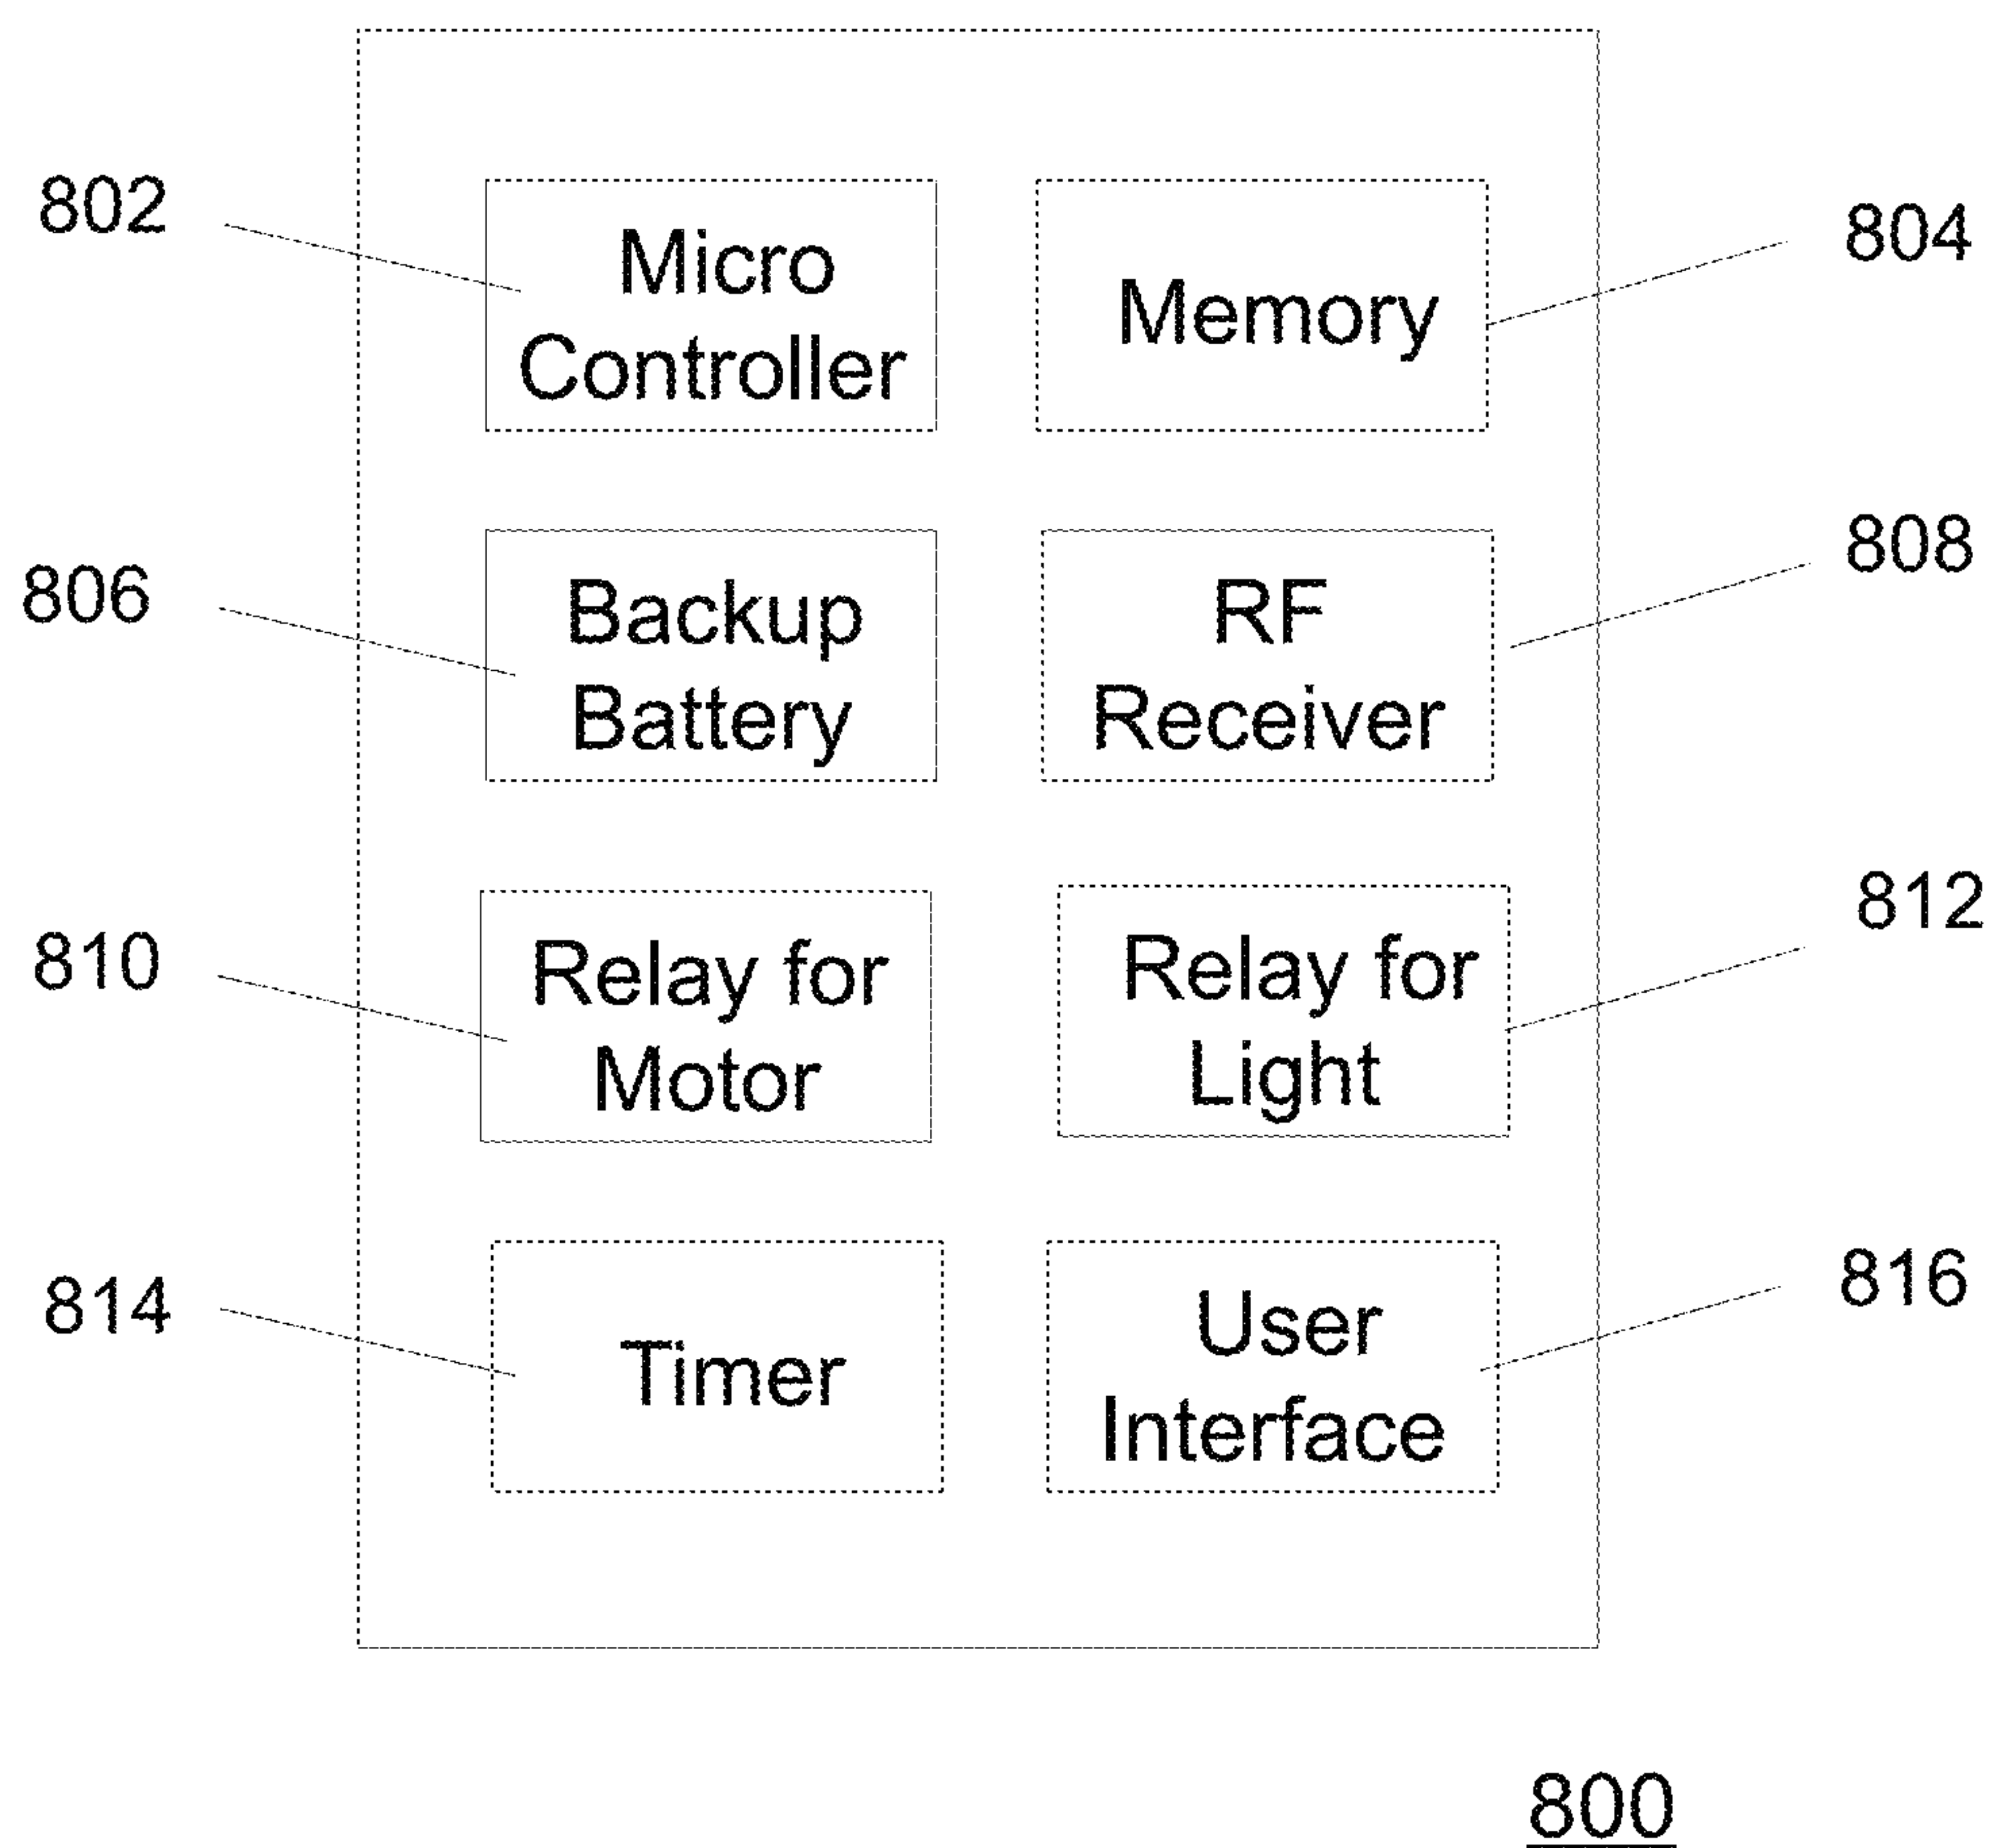 802
Micro
Controller
Memory
804
806
Backup
Battery
RF
Receiver
808
810
Relay for
Motor
Relay for
Light
812
814
Timer
User
Interface
816
800